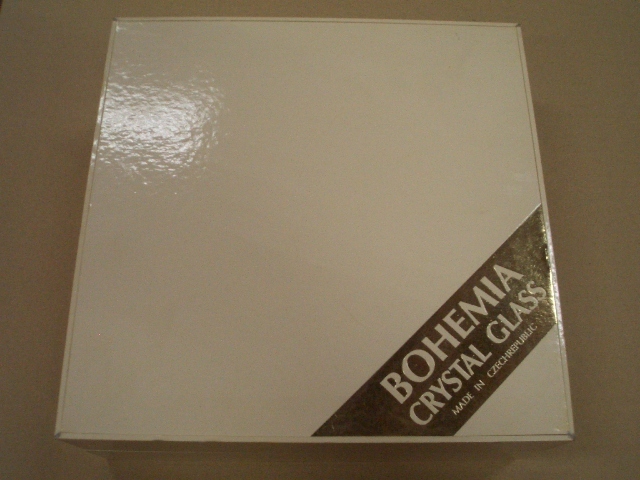 BOHEMIA
CRYSTAL GLASS
MADE IN CZECHREPUBLIC